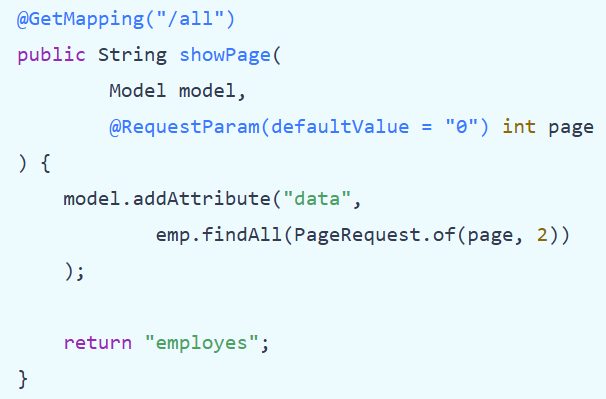 @GetMapping("/all")
public String showPage(
        Model model,
        @RequestParam(defaultValue = "0") int page
) {
    model.addAttribute("data",
            emp.findAll(PageRequest.of(page, 2))
    );

    return "employes";
}